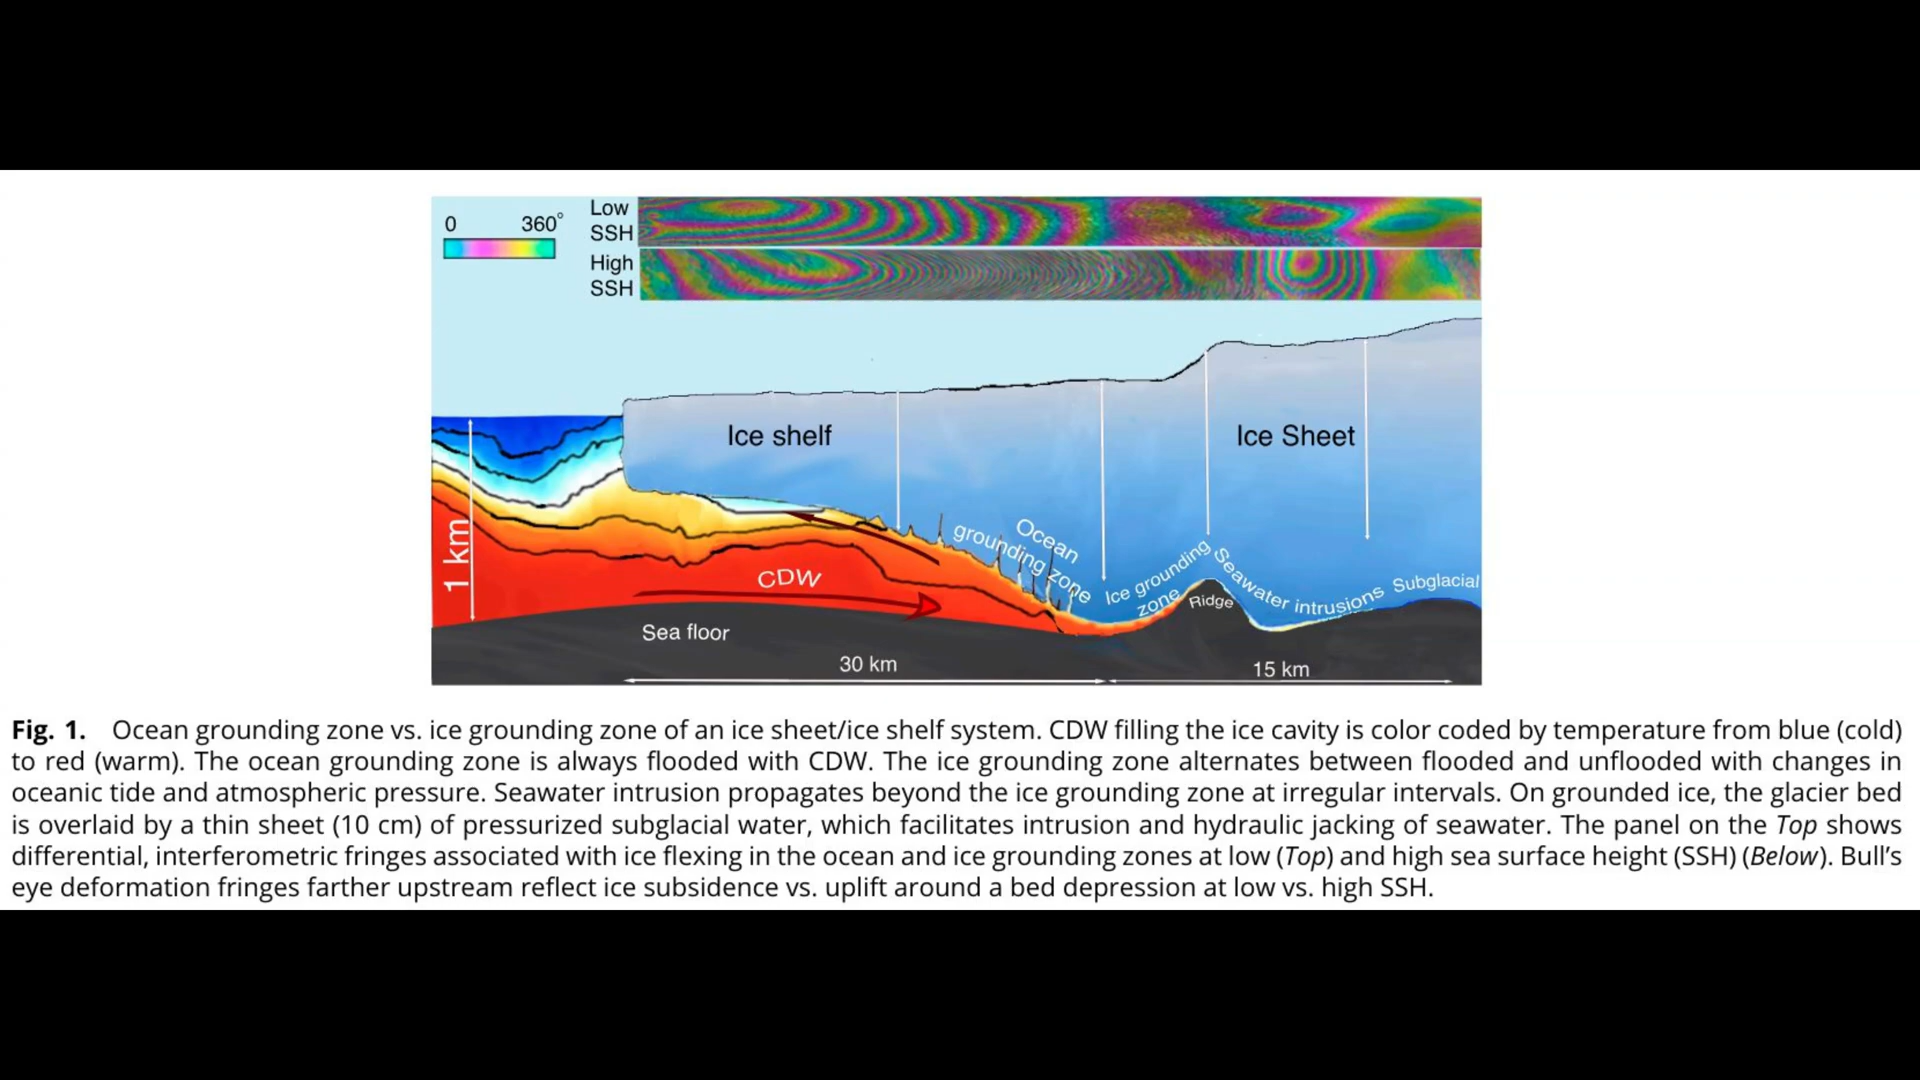 0 360°
Low
SSH
High
SSH
Ice shelf
Ice Sheet
1 km
Ocean
grounding zone
CDW
Ice grounding
zone
Ridge
Seawater intrusions
Subglacial
Sea floor
30 km
15 km
Fig. 1. Ocean grounding zone vs. ice grounding zone of an ice sheet/ice shelf system. CDW filling the ice cavity is color coded by temperature from blue (cold)
to red (warm). The ocean grounding zone is always flooded with CDW. The ice grounding zone alternates between flooded and unflooded with changes in
oceanic tide and atmospheric pressure. Seawater intrusion propagates beyond the ice grounding zone at irregular intervals. On grounded ice, the glacier bed
is overlaid by a thin sheet (10 cm) of pressurized subglacial water, which facilitates intrusion and hydraulic jacking of seawater. The panel on the Top shows
differential, interferometric fringes associated with ice flexing in the ocean and ice grounding zones at low (Top) and high sea surface height (SSH) (Below). Bull’s
eye deformation fringes farther upstream reflect ice subsidence vs. uplift around a bed depression at low vs. high SSH.